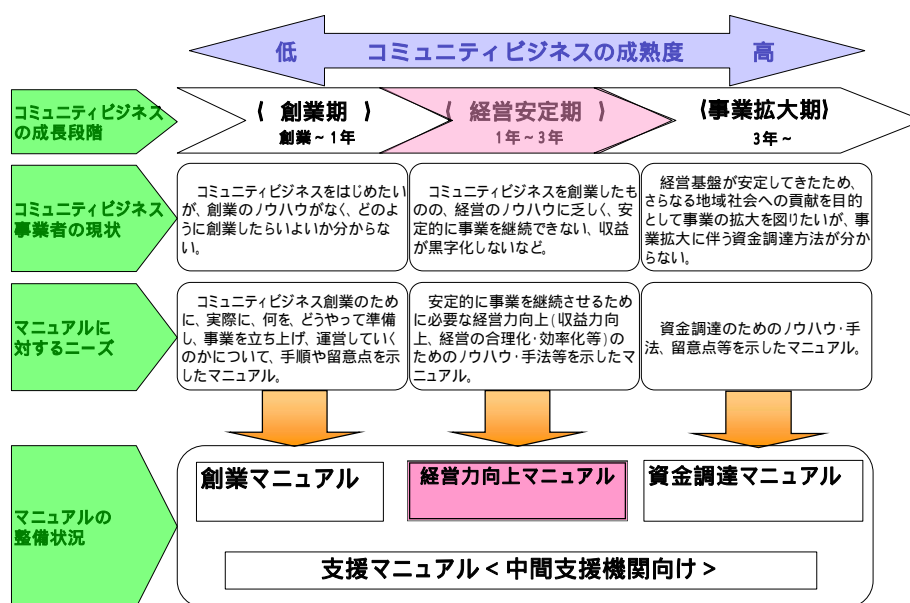 低 コミュニティビジネスの成熟度 高
コミュニティビジネス
の成長段階
( 創業期 )
創業~1年
( 経営安定期 )
1年~3年
(事業拡大期)
3年~
コミュニティビジネス
事業者の現状
コミュニティビジネスをはじめたい
が、創業のノウハウがなく、どのよ
うに創業したらいよいか分からな
い。
コミュニティビジネスを創業したも
のの、経営のノウハウに乏しく、安
定的に事業を継続できない、収益
が黒字化しないなど。
経営基盤が安定してきたため、
さらなる地域社会への貢献を目的
として事業の拡大を図りたいが、事
業拡大に伴う資金調達方法が分か
らない。
マニュアルに
対するニーズ
コミュニティビジネス創業のため
に、実際に、何を、どうやって準備
し、事業を立ち上げ、運営していく
のかについて、手順や留意点を示
したマニュアル。
安定的に事業を継続させるため
に必要な経営力向上(収益力向
上、経営の合理化・効率化等)の
ためのノウハウ・手法等を示したマ
ニュアル。
資金調達のためのノウハウ・手
法、留意点等を示したマニュアル。
マニュアルの
整備状況
創業マニュアル
経営力向上マニュアル
資金調達マニュアル
支援マニュアル<中間支援機関向け>